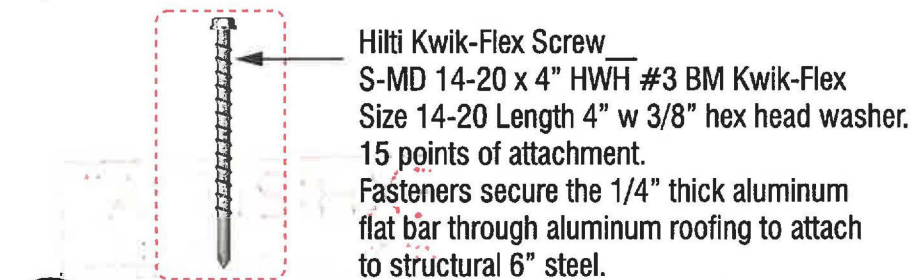 Hilti Kwik-Flex Screw
S-MD 14-20 x 4” HWH #3 BM Kwik-Flex
Size 14-20 Length 4” w 3/8” hex head washer.
15 points of attachment.
Fasteners secure the 1/4” thick aluminum
flat bar through aluminum roofing to attach
to structural 6” steel.